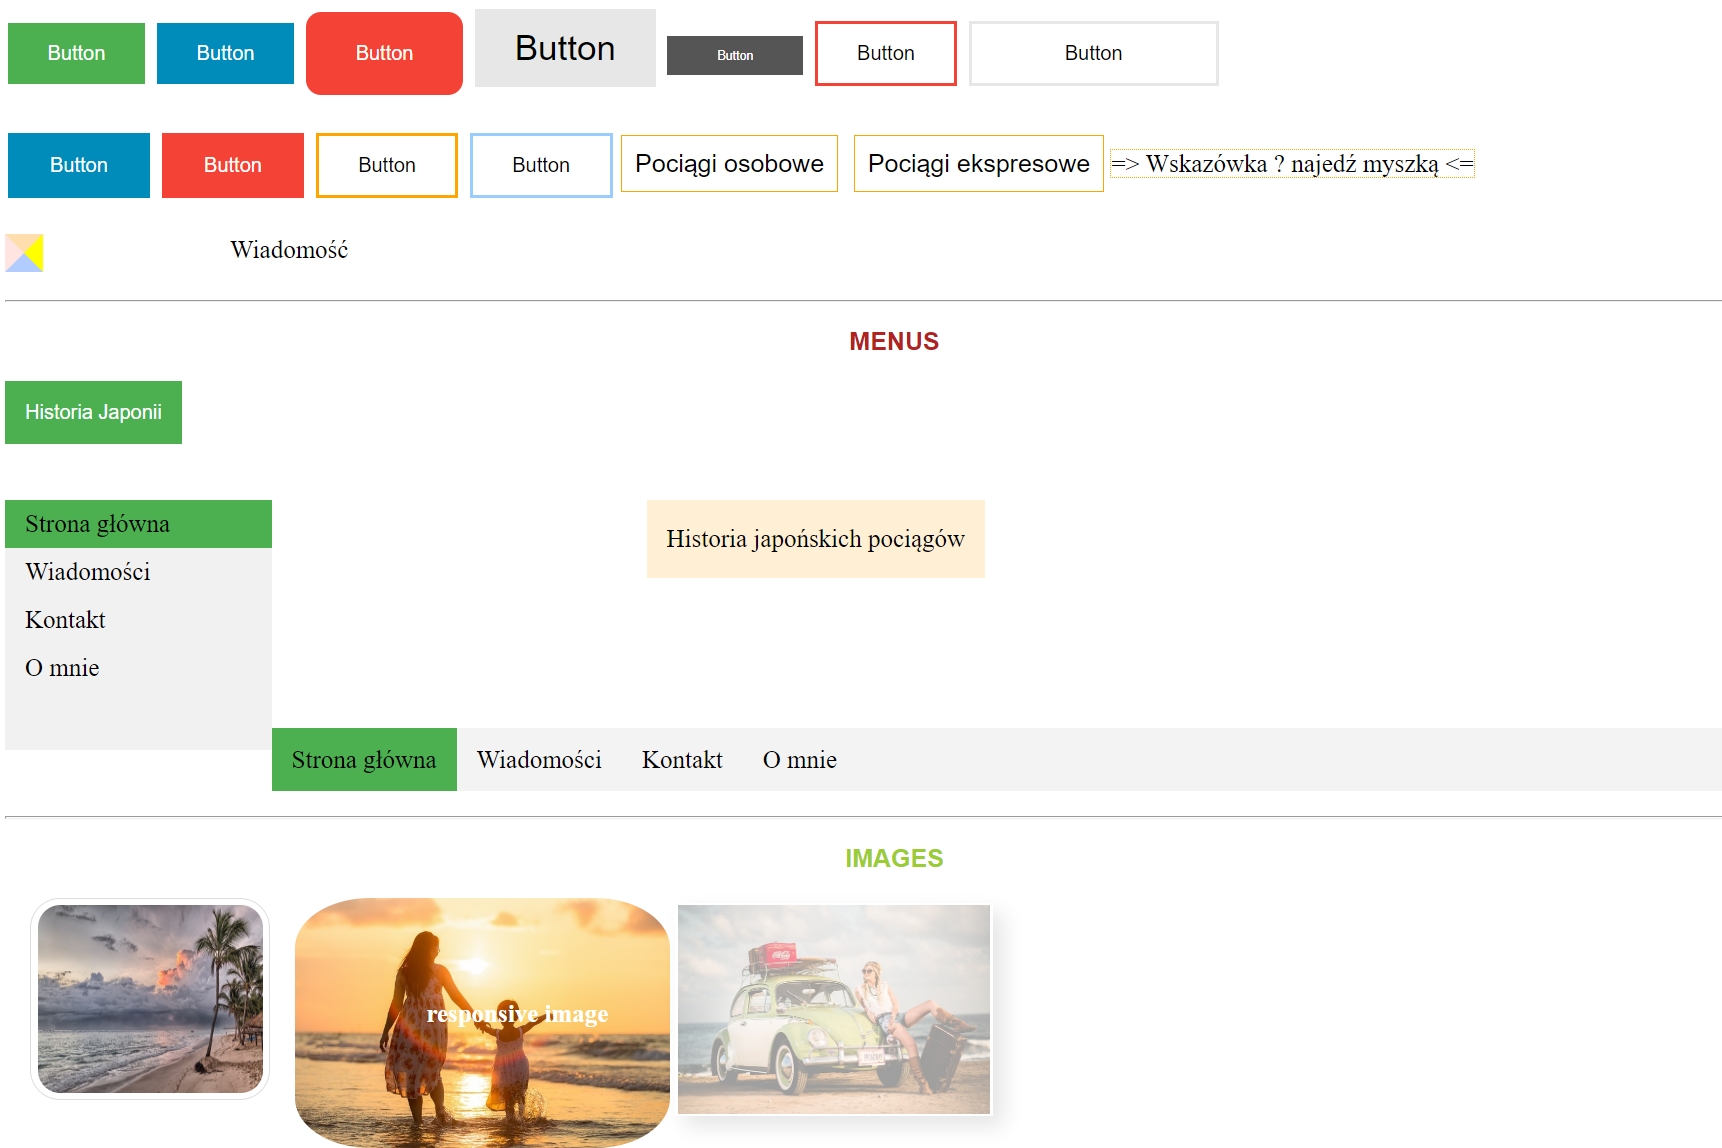 Button Button Button Button Button Button Button
Button Button Button Button Pociągi osobowe Pociągi ekspresowe => Wskazówka ? najedź myszką <=
Wiadomość
MENUS
Historia Japonii
Strona główna
Historia japońskich pociągów
Wiadomości
Kontakt
O mnie
Strona główna Wiadomości Kontakt O mnie
IMAGES
responsive image